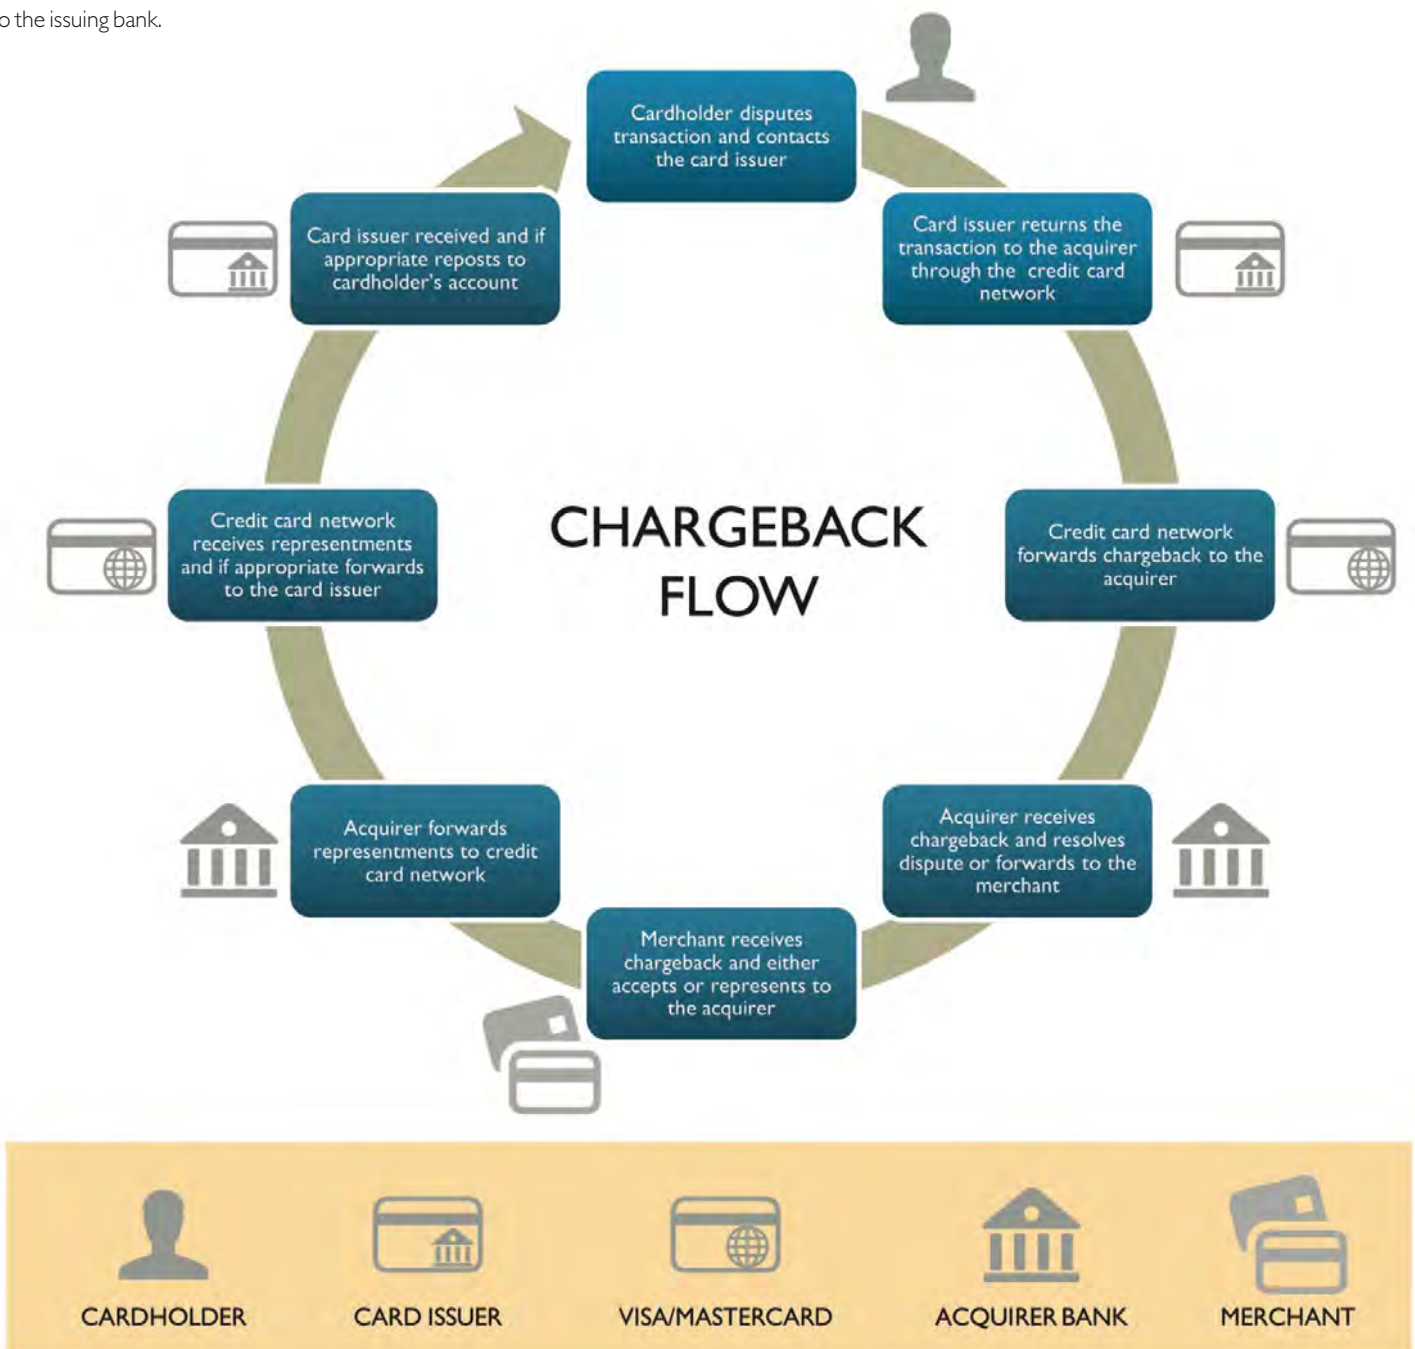 o the issuing bank.
Cardholder disputes
transaction and contacts
the card issuer
Card issuer returns the
transaction to the acquirer
through the credit card
network
Credit card network
forwards chargeback to the
acquirer
Acquirer receives
chargeback and resolves
dispute or forwards to the
merchant
Merchant receives
chargeback and either
accepts or represents to
the acquirer
Acquirer forwards
representments to credit
card network
Credit card network
receives representments
and if appropriate forwards
to the card issuer
Card issuer received and if
appropriate reposts to
cardholder's account
CHARGEBACK
FLOW
CARDHOLDER
CARD ISSUER
VISA/MASTERCARD
ACQUIRER BANK
MERCHANT